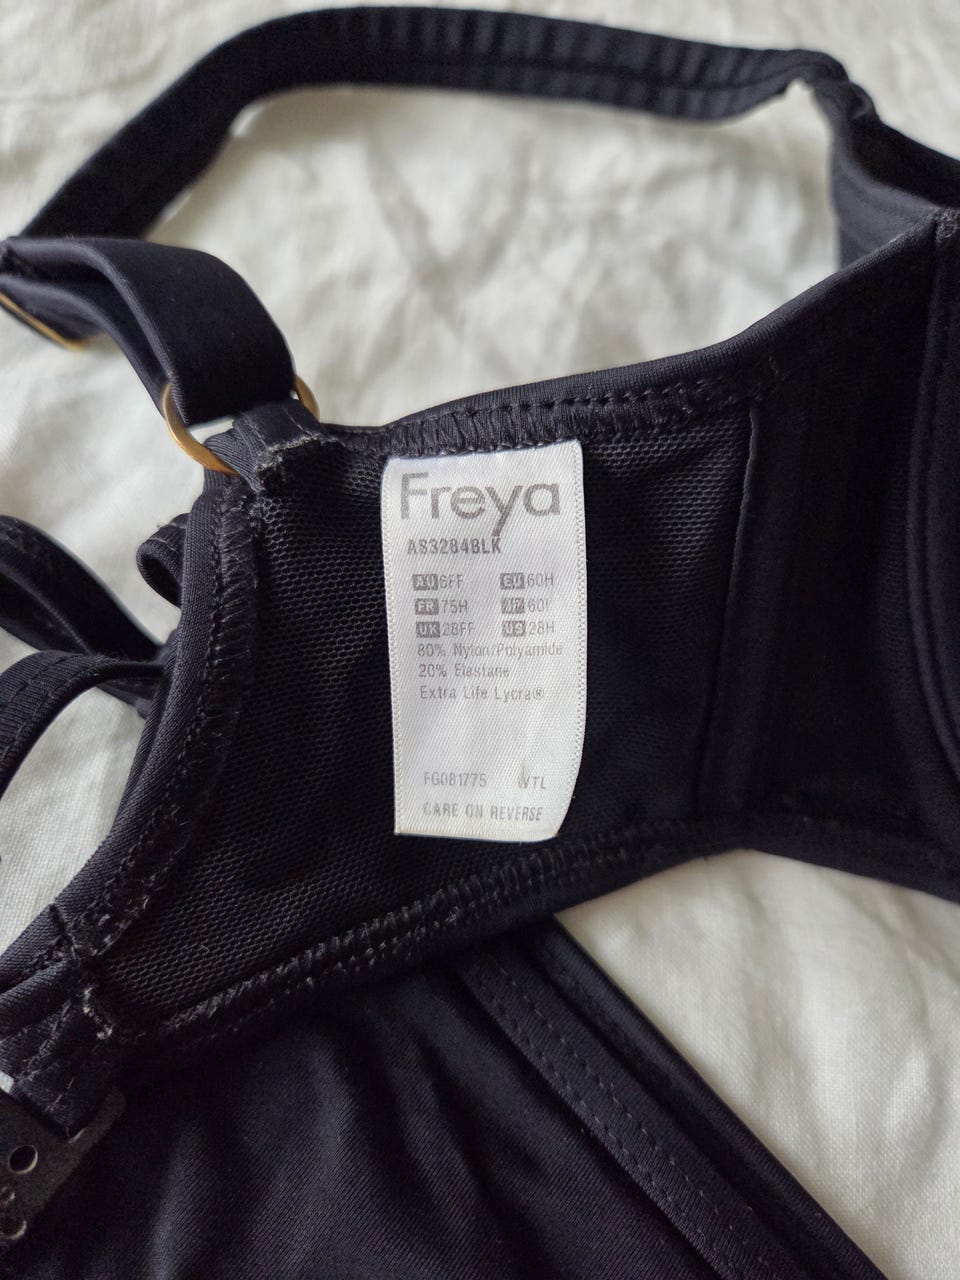 Freya
AS3284BLK
AU 6FF EU 60H
FR 75H JP 60I
UK 28FF US 28H
80% Nylon/Polyamide
20% Elastane
Extra Life Lycra®
FG081775 WTL
CARE ON REVERSE